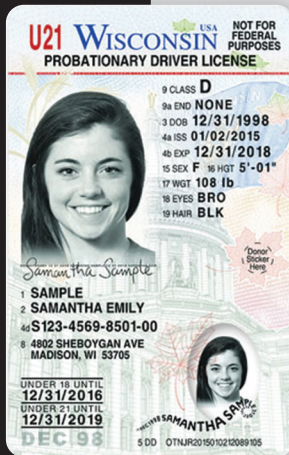 U21 WISCONSIN USA NOT FOR FEDERAL PURPOSES
PROBATIONARY DRIVER LICENSE
9 CLASS D
9a END NONE
3 DOB 12/31/1998
4a ISS 01/02/2015
4b EXP 12/31/2018
15 SEX F 16 HGT 5'-01"
17 WGT 108 lb
18 EYES BRO
19 HAIR BLK
Donor Sticker Here
Samantha Sample
1 SAMPLE
2 SAMANTHA EMILY
4d S123-4569-8501-00
8 4802 SHEBOYGAN AVE
MADISON, WI 53705
UNDER 18 UNTIL
12/31/2016
UNDER 21 UNTIL
12/31/2019
DEC 98
5 DD OTNJR2015010212089105